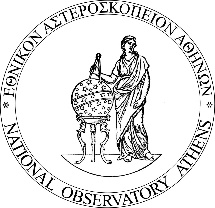 ΕΘΝΙΚΟΝ ΑΣΤΕΡΟΣΚΟΠΕΙΟΝ ΑΘΗΝΩΝ
NATIONAL OBSERVATORY ATHENS